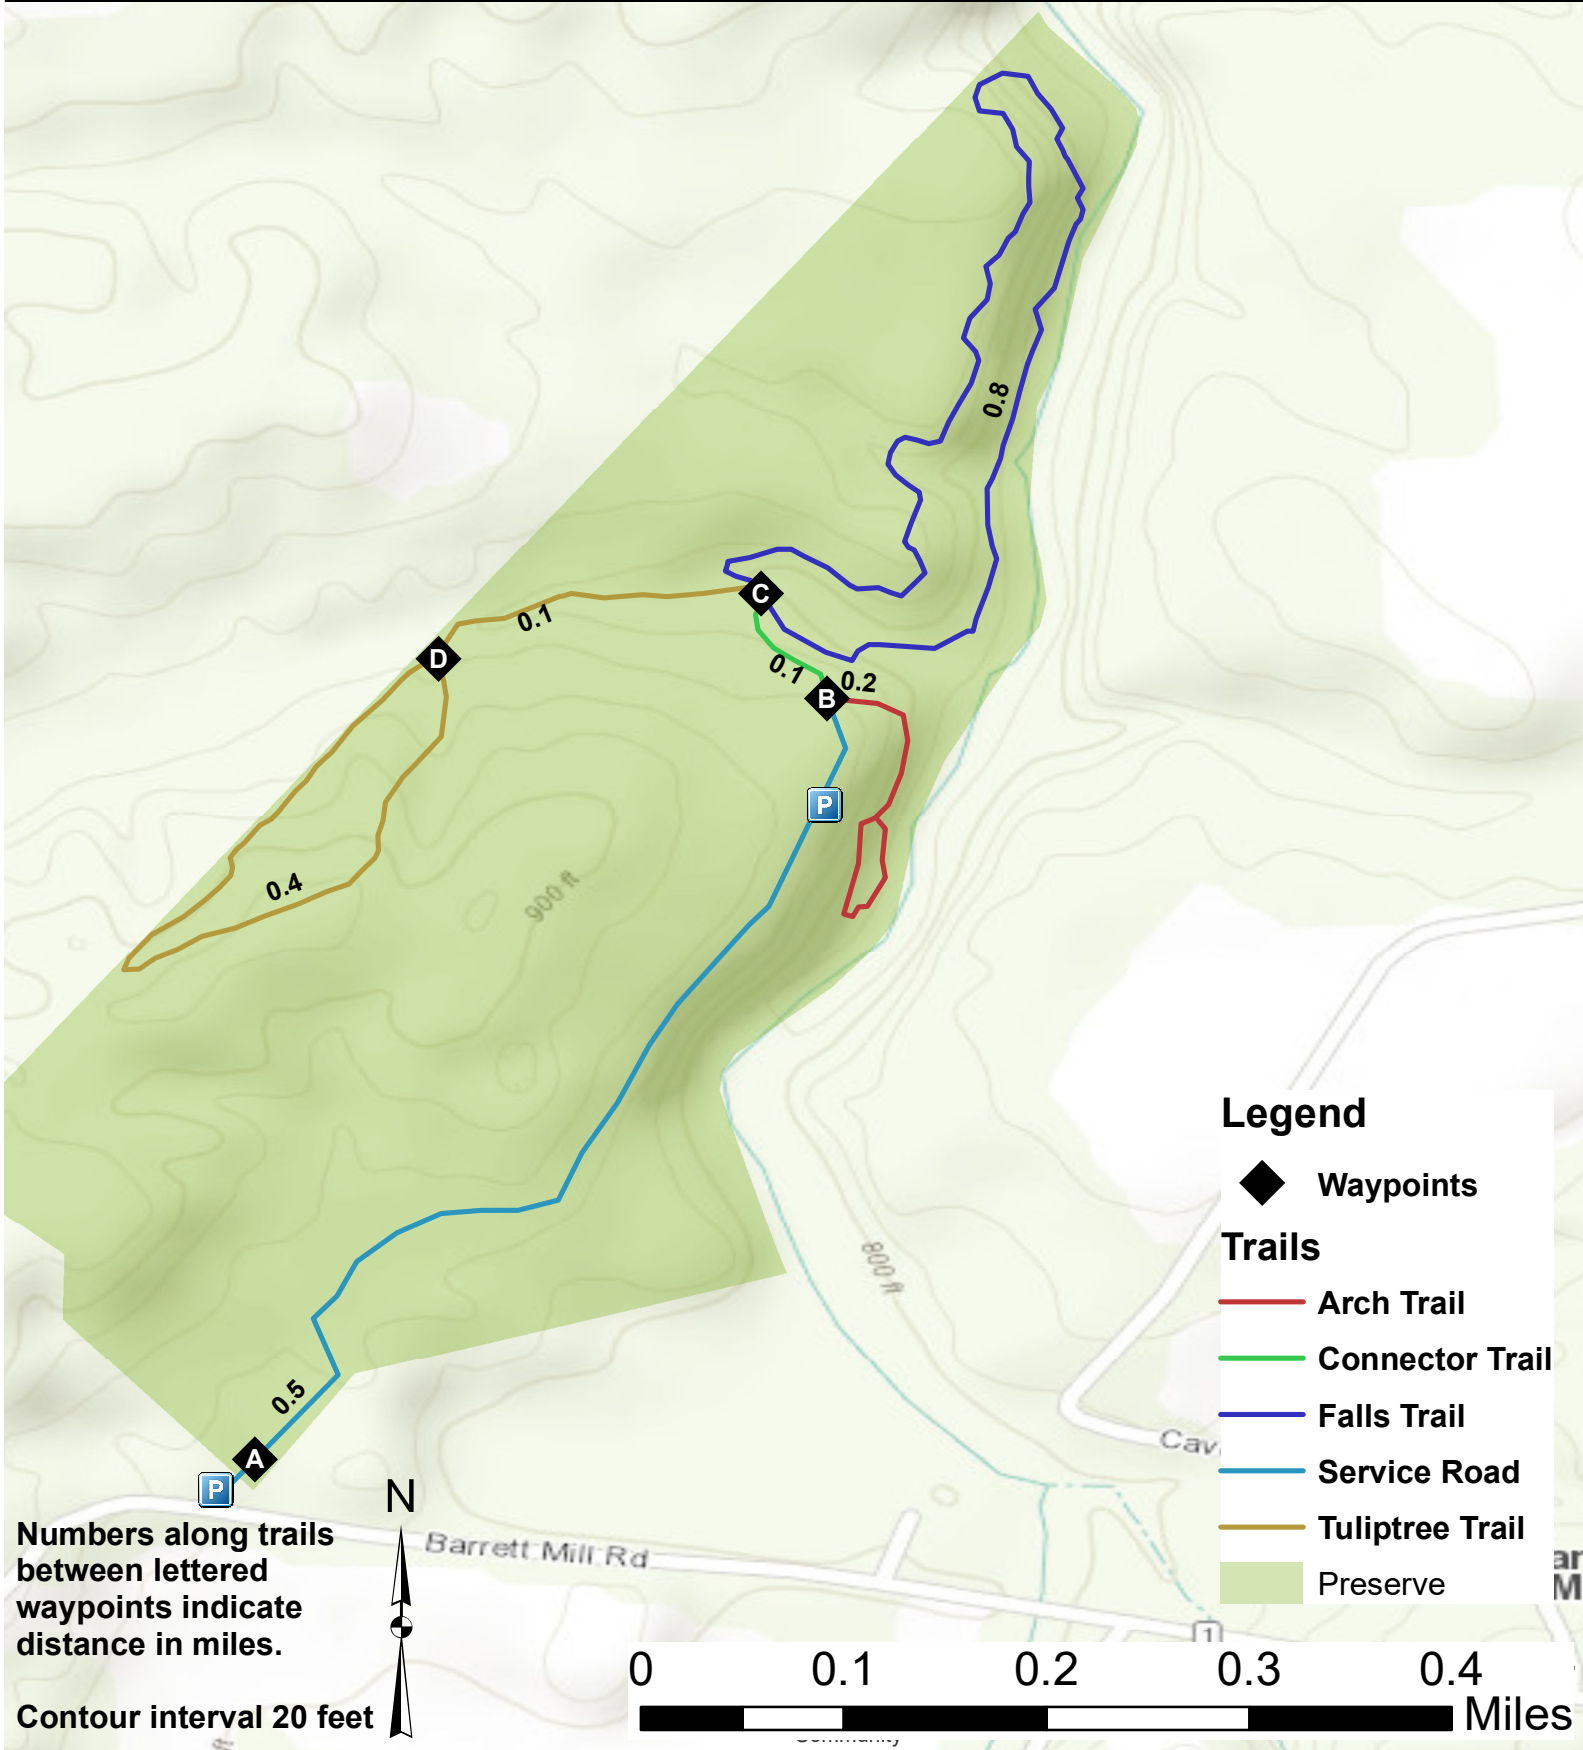 0.8
C
0.1
D
0.1
0.2
B
P
0.4
900 ft
800 ft
0.5
A
P
N
Barrett Mill Rd
1
Numbers along trails
between lettered
waypoints indicate
distance in miles.
Contour interval 20 feet
Legend
Waypoints
Trails
Arch Trail
Connector Trail
Falls Trail
Service Road
Tuliptree Trail
Preserve
0 0.1 0.2 0.3 0.4
Miles